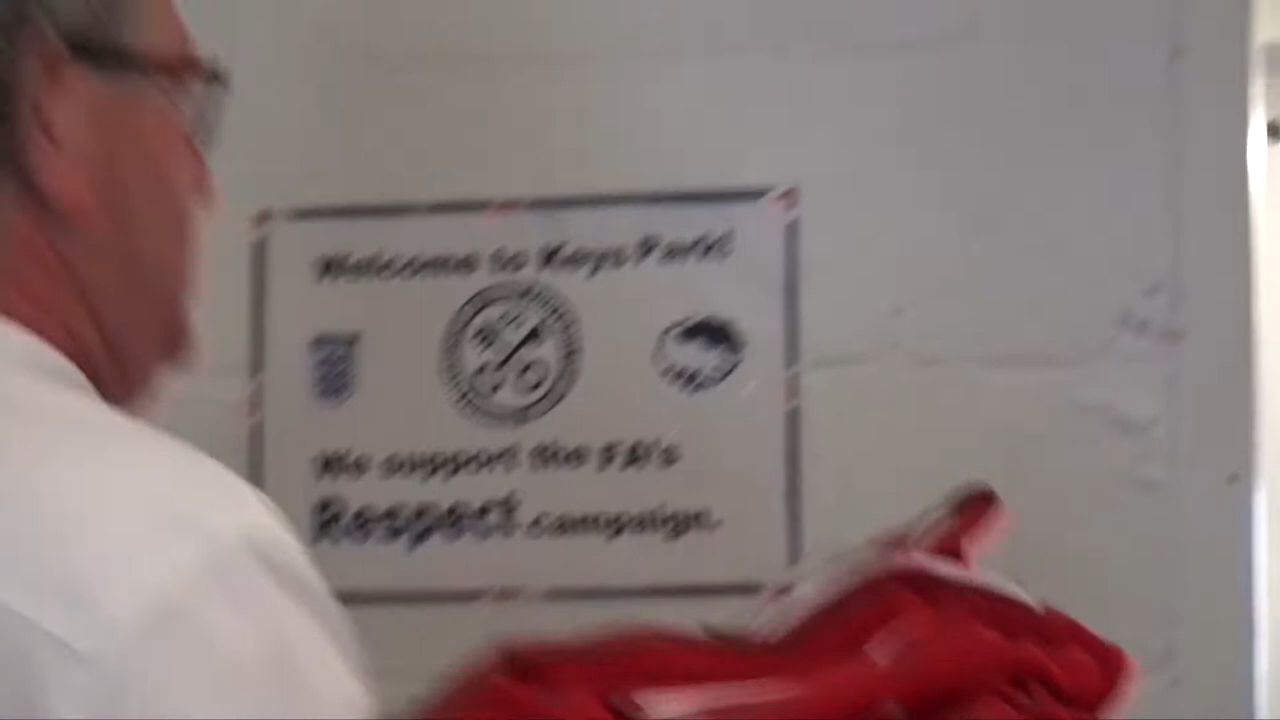 Welcome to Keys Park!
We support the FA's
Respect campaign.